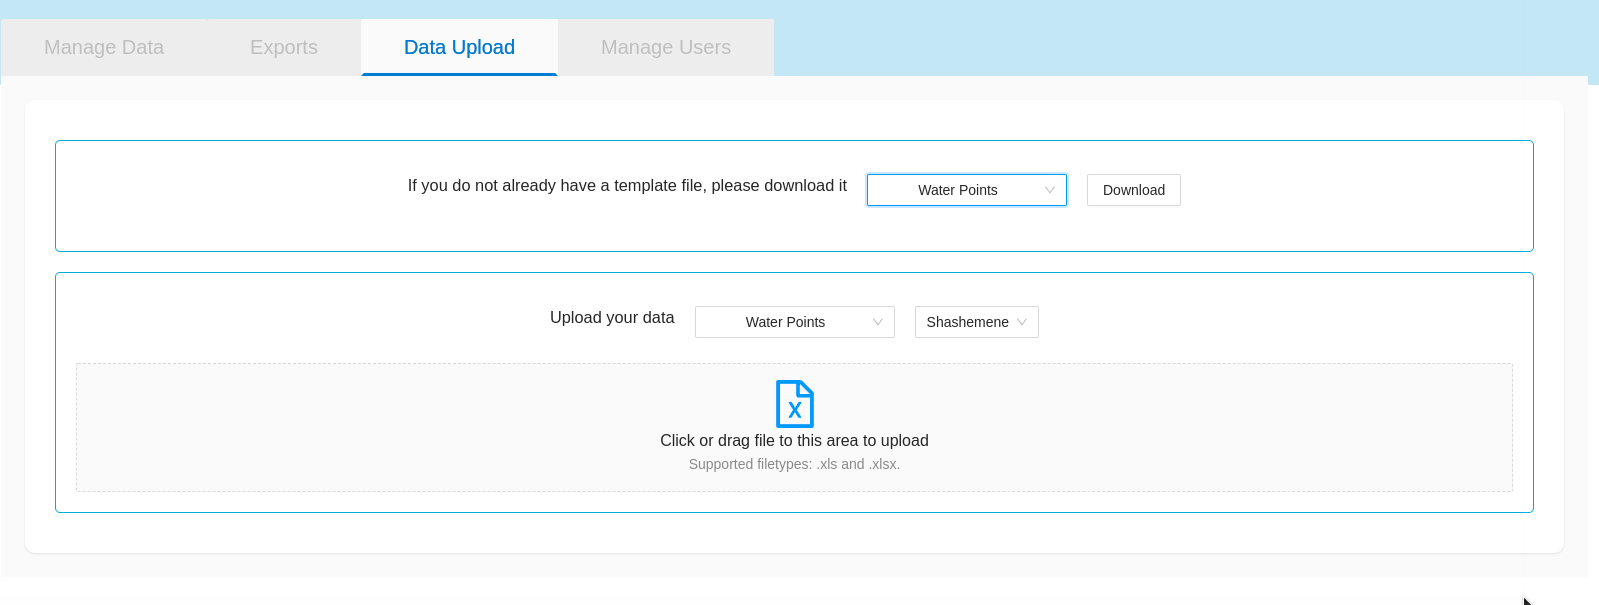 Manage Data Exports Data Upload Manage Users
If you do not already have a template file, please download it Water Points Download
Upload your data Water Points Shashemene
X
Click or drag file to this area to upload
Supported filetypes: .xls and .xlsx.